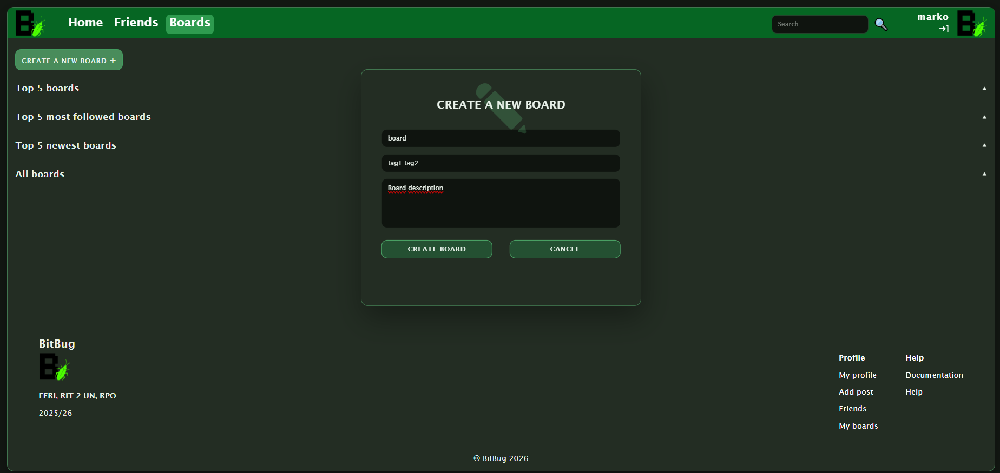 Home Friends Boards Search marko
CREATE A NEW BOARD +
Top 5 boards
Top 5 most followed boards
Top 5 newest boards
All boards
CREATE A NEW BOARD
board
tag1 tag2
Board description
CREATE BOARD CANCEL
BitBug
B
FERI, RIT 2 UN, RPO
2025/26
Profile
My profile
Add post
Friends
My boards
Help
Documentation
Help
© BitBug 2026